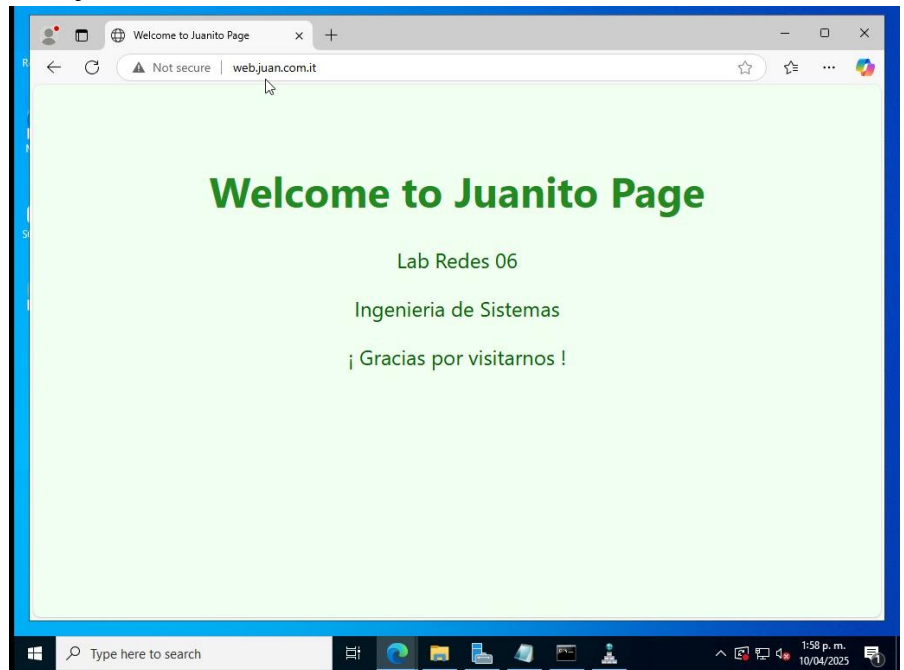 Welcome to Juanito Page
Not secure web.juan.com.it
Welcome to Juanito Page
Lab Redes 06
Ingenieria de Sistemas
¡ Gracias por visitarnos !
Type here to search
1:58 p. m.
10/04/2025
1